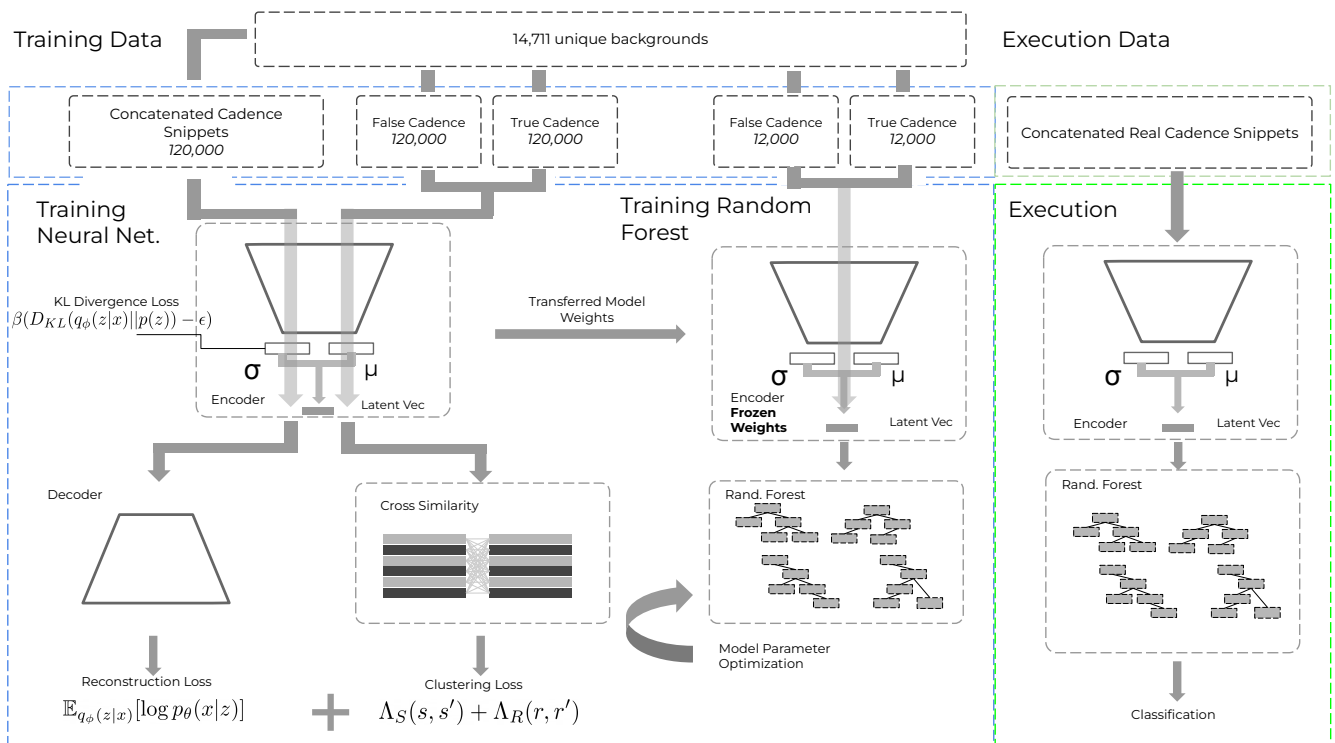 Training Data
14,711 unique backgrounds
Execution Data
Concatenated Cadence
Snippets
120,000
False Cadence
120,000
True Cadence
120,000
False Cadence
12,000
True Cadence
12,000
Concatenated Real Cadence Snippets
Training
Neural Net.
Training Random
Forest
Execution
KL Divergence Loss
β(D_{KL}(q_ϕ(z|x)||p(z)) − ϵ)
σ
μ
Encoder
Latent Vec
Transferred Model
Weights
σ
μ
Encoder
Frozen
Weights
Latent Vec
σ
μ
Encoder
Latent Vec
Decoder
Cross Similarity
Rand. Forest
Rand. Forest
Model Parameter
Optimization
Reconstruction Loss
𝔼_{q_ϕ(z|x)}[log p_θ(x|z)]
+
Clustering Loss
Λ_S(s, s′) + Λ_R(r, r′)
Classification